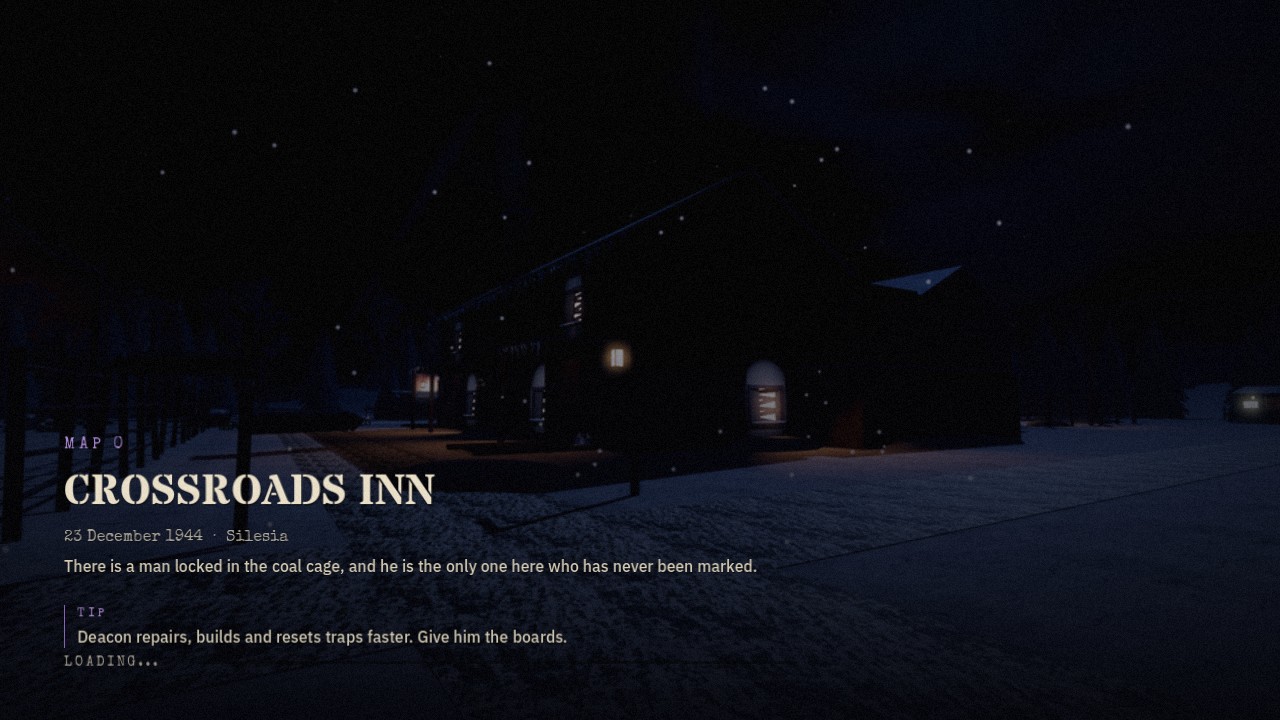 MAP 0
CROSSROADS INN
23 December 1944 · Silesia
There is a man locked in the coal cage, and he is the only one here who has never been marked.
TIP
Deacon repairs, builds and resets traps faster. Give him the boards.
LOADING...